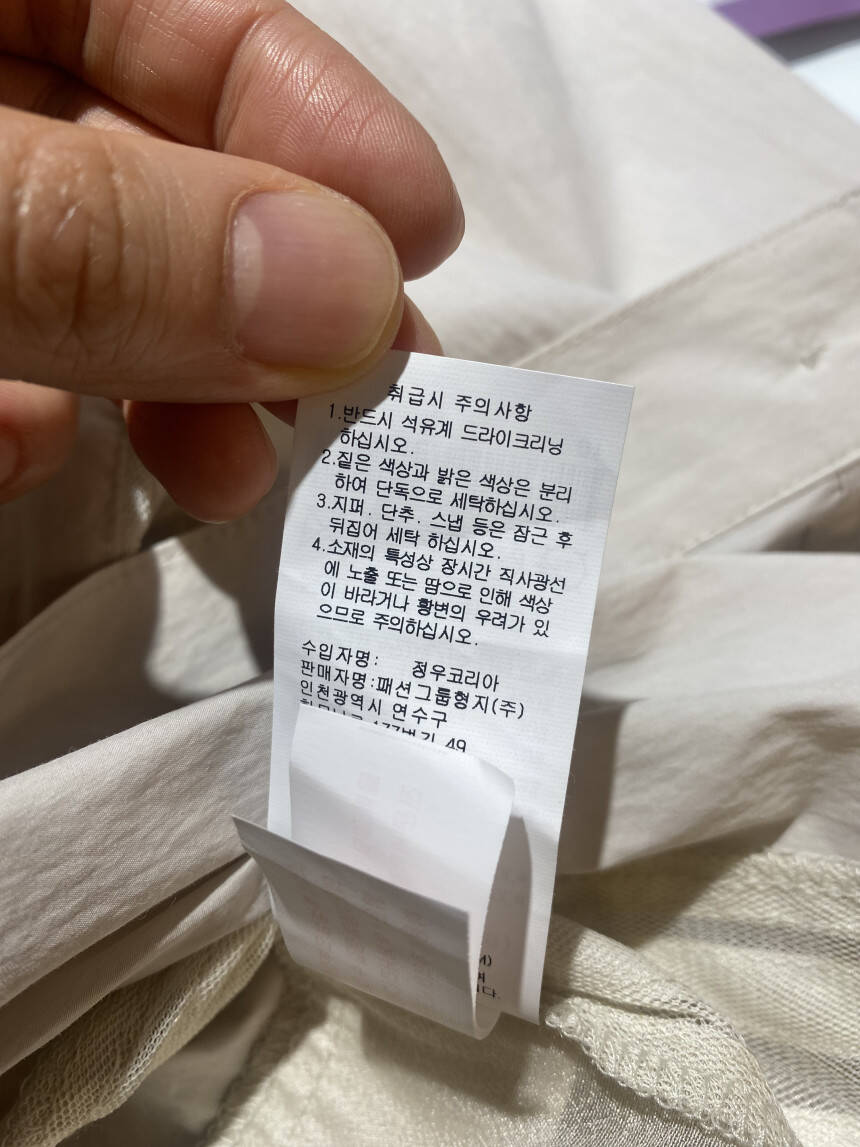 취급시 주의사항
1.반드시 석유계 드라이크리닝
하십시오.
2.짙은 색상과 밝은 색상은 분리
하여 단독으로 세탁하십시오.
3.지퍼. 단추. 스냅 등은 잠근 후
뒤집어 세탁 하십시오.
4.소재의 특성상 장시간 직사광선
에 노출 또는 땀으로 인해 색상
이 바라거나 황변의 우려가 있
으므로 주의하십시오.
수입자명: 정우코리아
판매자명:패션그룹형지(주)
인천광역시 연수구
49